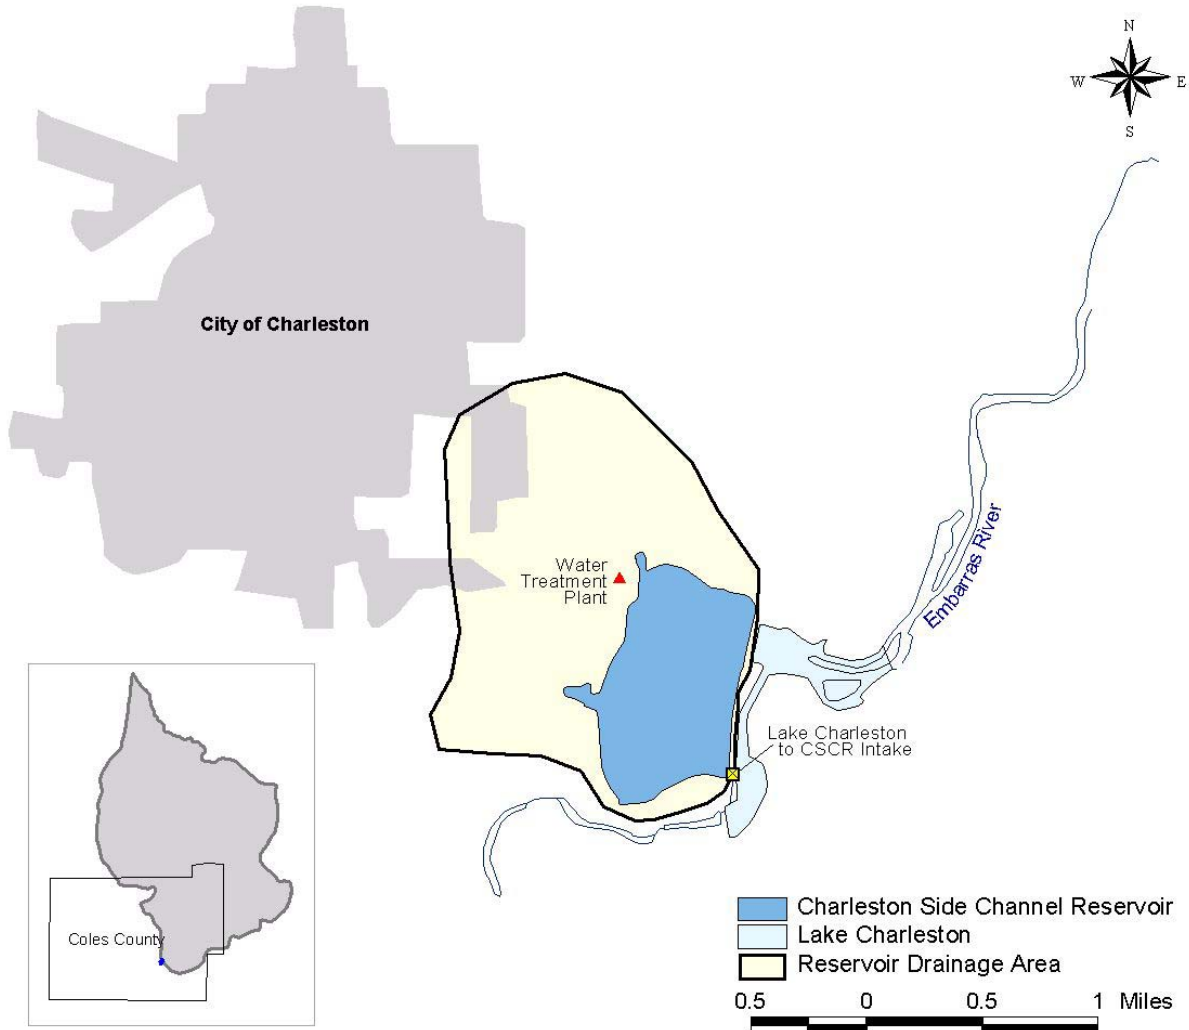 N
W E
S
City of Charleston
Water
Treatment
Plant
Embarras River
Lake Charleston
to CSCR Intake
Coles County
Charleston Side Channel Reservoir
Lake Charleston
Reservoir Drainage Area
0.5 0 0.5 1 Miles